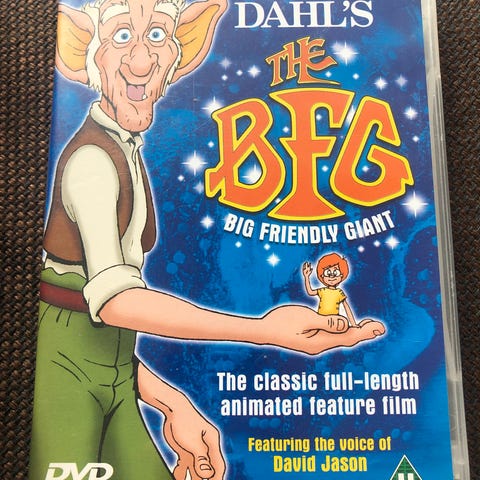 DAHL'S
THE
BFG
BIG FRIENDLY GIANT
The classic full-length
animated feature film
Featuring the voice of
David Jason
DVD
U